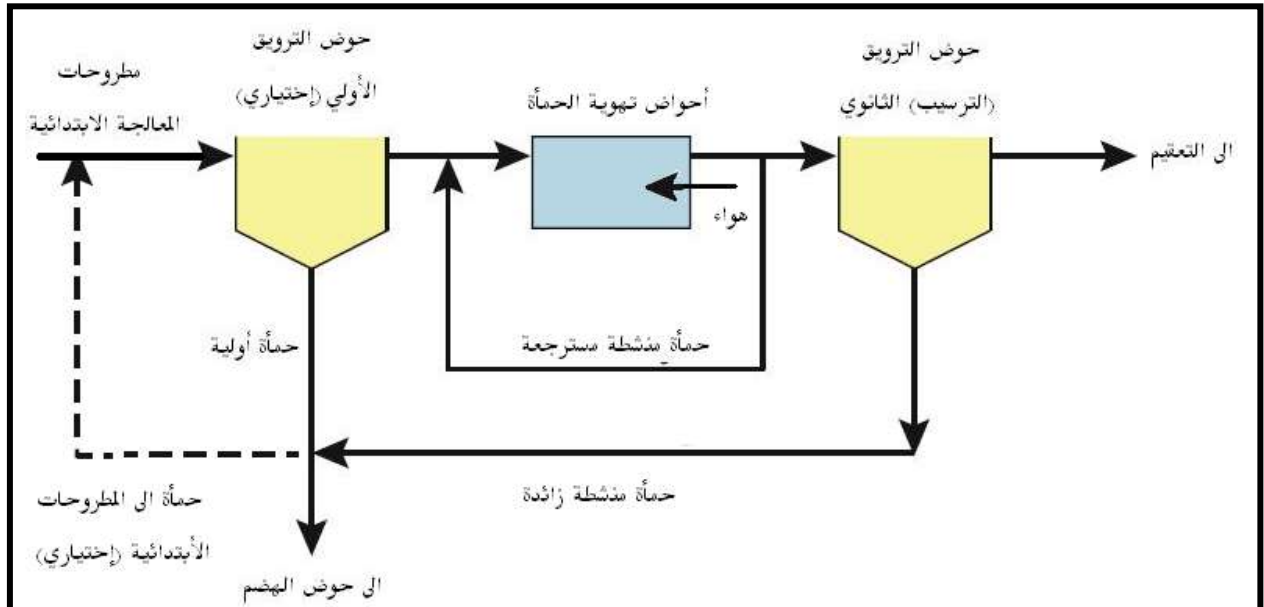 حوض الترويق
الأولي (إختياري)
حوض الترويق
(الترسيب) الثانوي
مطروحات
المعالجة الابتدائية
أحواض تهوية الحمأة
الى التعقيم
هواء
حمأة أولية
حمأة منشطة مسترجعة
حمأة منشطة زائدة
حمأة الى المطروحات
الأبتدائية (إختياري)
الى حوض الهضم